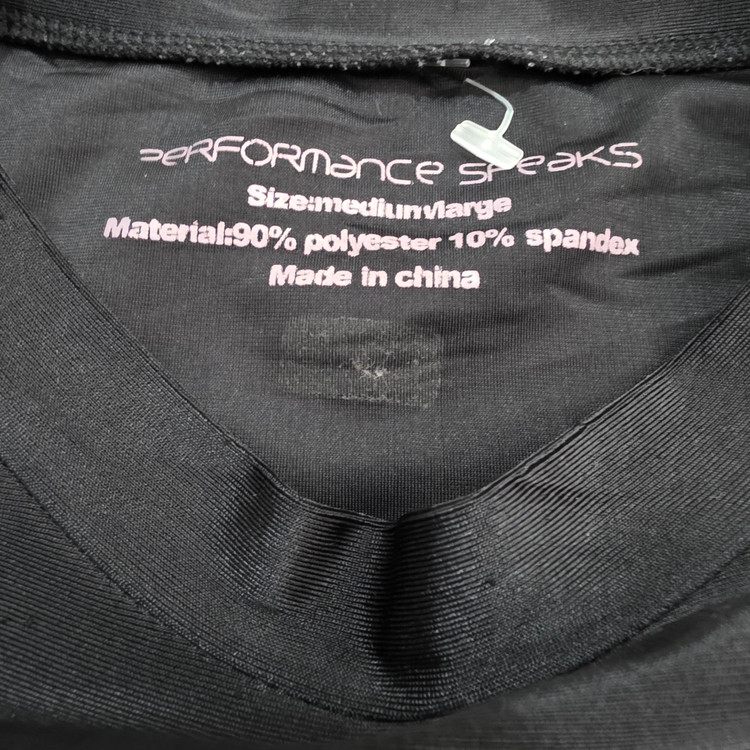 PERFORMANCE SPEAKS
Size:medium/large
Material:90% polyester 10% spandex
Made in china